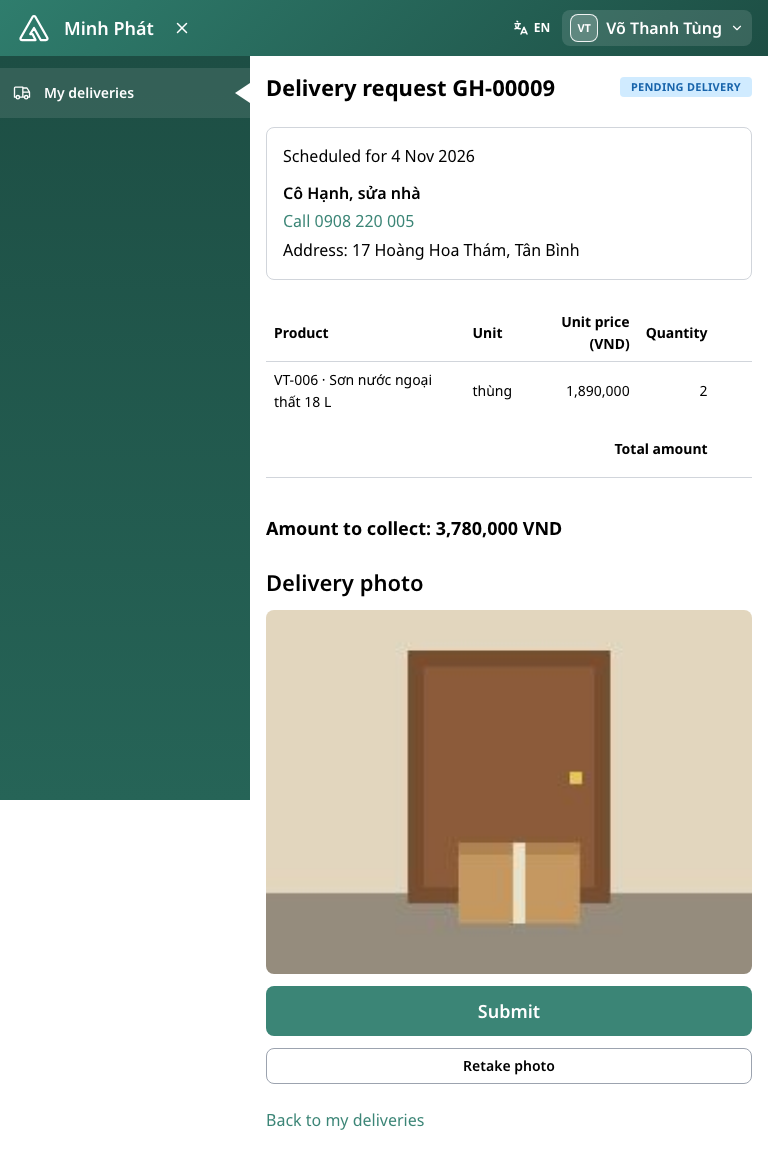 Minh Phát
EN
VT
Võ Thanh Tùng
My deliveries
Delivery request GH-00009
PENDING DELIVERY
Scheduled for 4 Nov 2026
Cô Hạnh, sửa nhà
Call 0908 220 005
Address: 17 Hoàng Hoa Thám, Tân Bình
Product Unit Unit price (VND) Quantity
VT-006 · Sơn nước ngoại
thất 18 L
thùng 1,890,000 2
Total amount
Amount to collect: 3,780,000 VND
Delivery photo
Submit
Retake photo
Back to my deliveries